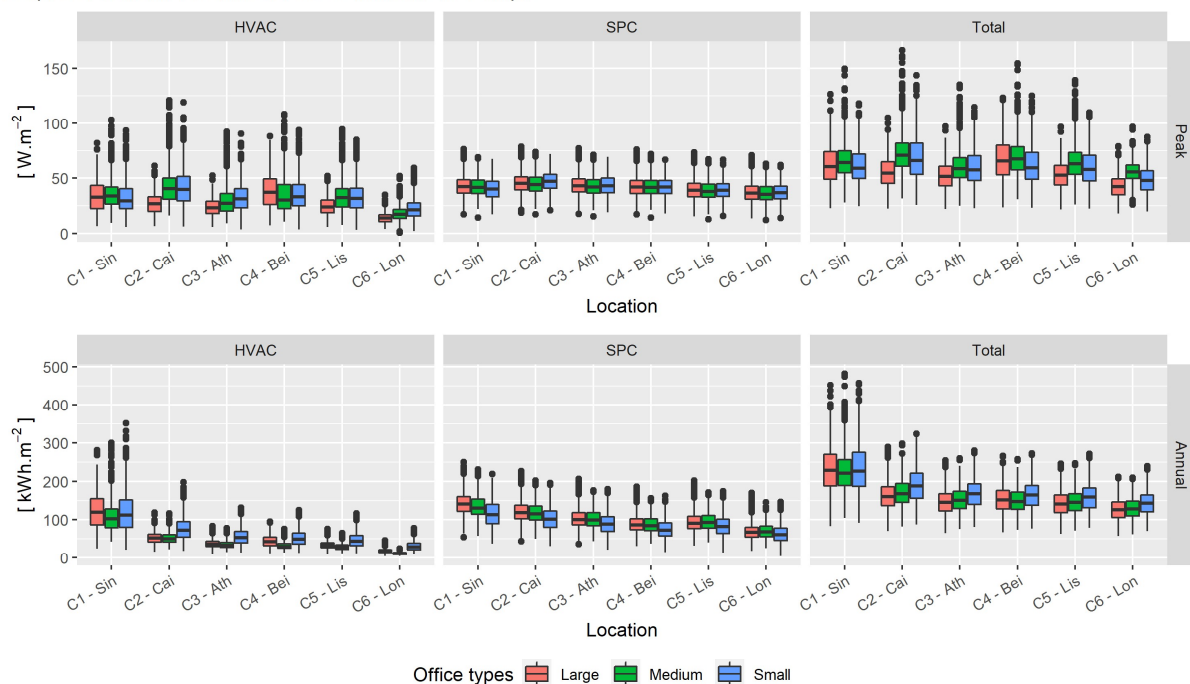 HVAC SPC Total
150
100
50
0
[ W.m⁻² ]
Peak
C1 - Sin C2 - Cai C3 - Ath C4 - Bei C5 - Lis C6 - Lon C1 - Sin C2 - Cai C3 - Ath C4 - Bei C5 - Lis C6 - Lon C1 - Sin C2 - Cai C3 - Ath C4 - Bei C5 - Lis C6 - Lon
Location
HVAC SPC Total
500
400
300
200
100
0
[ kWh.m⁻² ]
Annual
C1 - Sin C2 - Cai C3 - Ath C4 - Bei C5 - Lis C6 - Lon C1 - Sin C2 - Cai C3 - Ath C4 - Bei C5 - Lis C6 - Lon C1 - Sin C2 - Cai C3 - Ath C4 - Bei C5 - Lis C6 - Lon
Location
Office types Large Medium Small